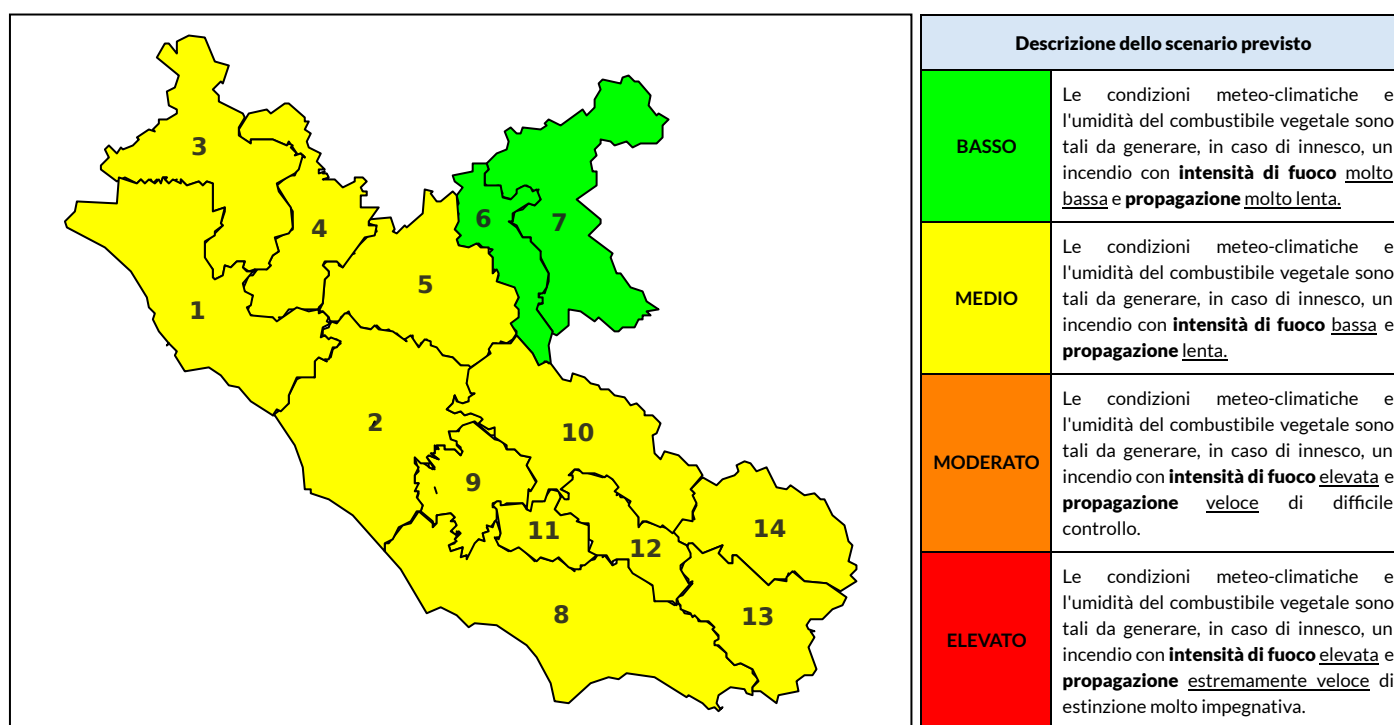 3
4
6
7
5
1
2
10
9
11
12
14
8
13
Descrizione dello scenario previsto
BASSO
Le condizioni meteo-climatiche e
l'umidità del combustibile vegetale sono
tali da generare, in caso di innesco, un
incendio con intensità di fuoco molto
bassa e propagazione molto lenta.
MEDIO
Le condizioni meteo-climatiche e
l'umidità del combustibile vegetale sono
tali da generare, in caso di innesco, un
incendio con intensità di fuoco bassa e
propagazione lenta.
MODERATO
Le condizioni meteo-climatiche e
l'umidità del combustibile vegetale sono
tali da generare, in caso di innesco, un
incendio con intensità di fuoco elevata e
propagazione veloce di difficile
controllo.
ELEVATO
Le condizioni meteo-climatiche e
l'umidità del combustibile vegetale sono
tali da generare, in caso di innesco, un
incendio con intensità di fuoco elevata e
propagazione estremamente veloce di
estinzione molto impegnativa.